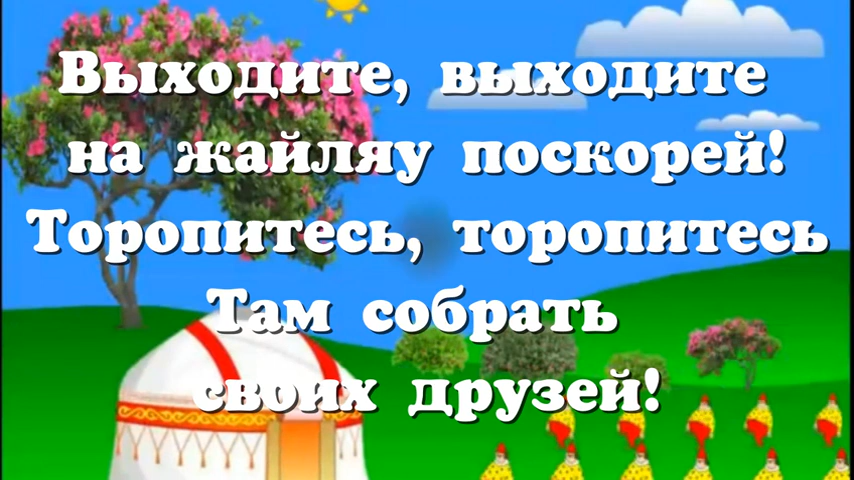 Выходите, выходите
на жайляу поскорей!
Торопитесь, торопитесь
Там собрать
своих друзей!